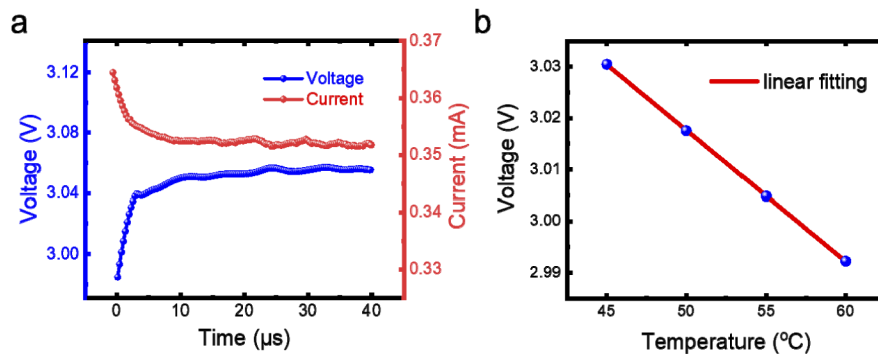 a
3.12
3.08
3.04
3.00
Voltage (V)
Voltage
Current
0.37
0.36
0.35
0.34
0.33
Current (mA)
0 10 20 30 40
Time (μs)
b
3.03
3.02
3.01
3.00
2.99
Voltage (V)
linear fitting
45 50 55 60
Temperature (⁰C)